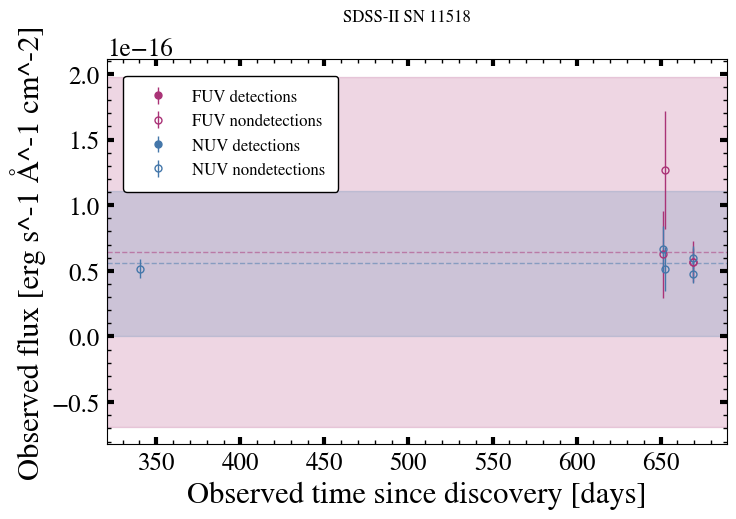 SDSS-II SN 11518
1e−16
Observed flux [erg s^-1 Å^-1 cm^-2]
2.0
1.5
1.0
0.5
0.0
−0.5
FUV detections
FUV nondetections
NUV detections
NUV nondetections
350 400 450 500 550 600 650
Observed time since discovery [days]